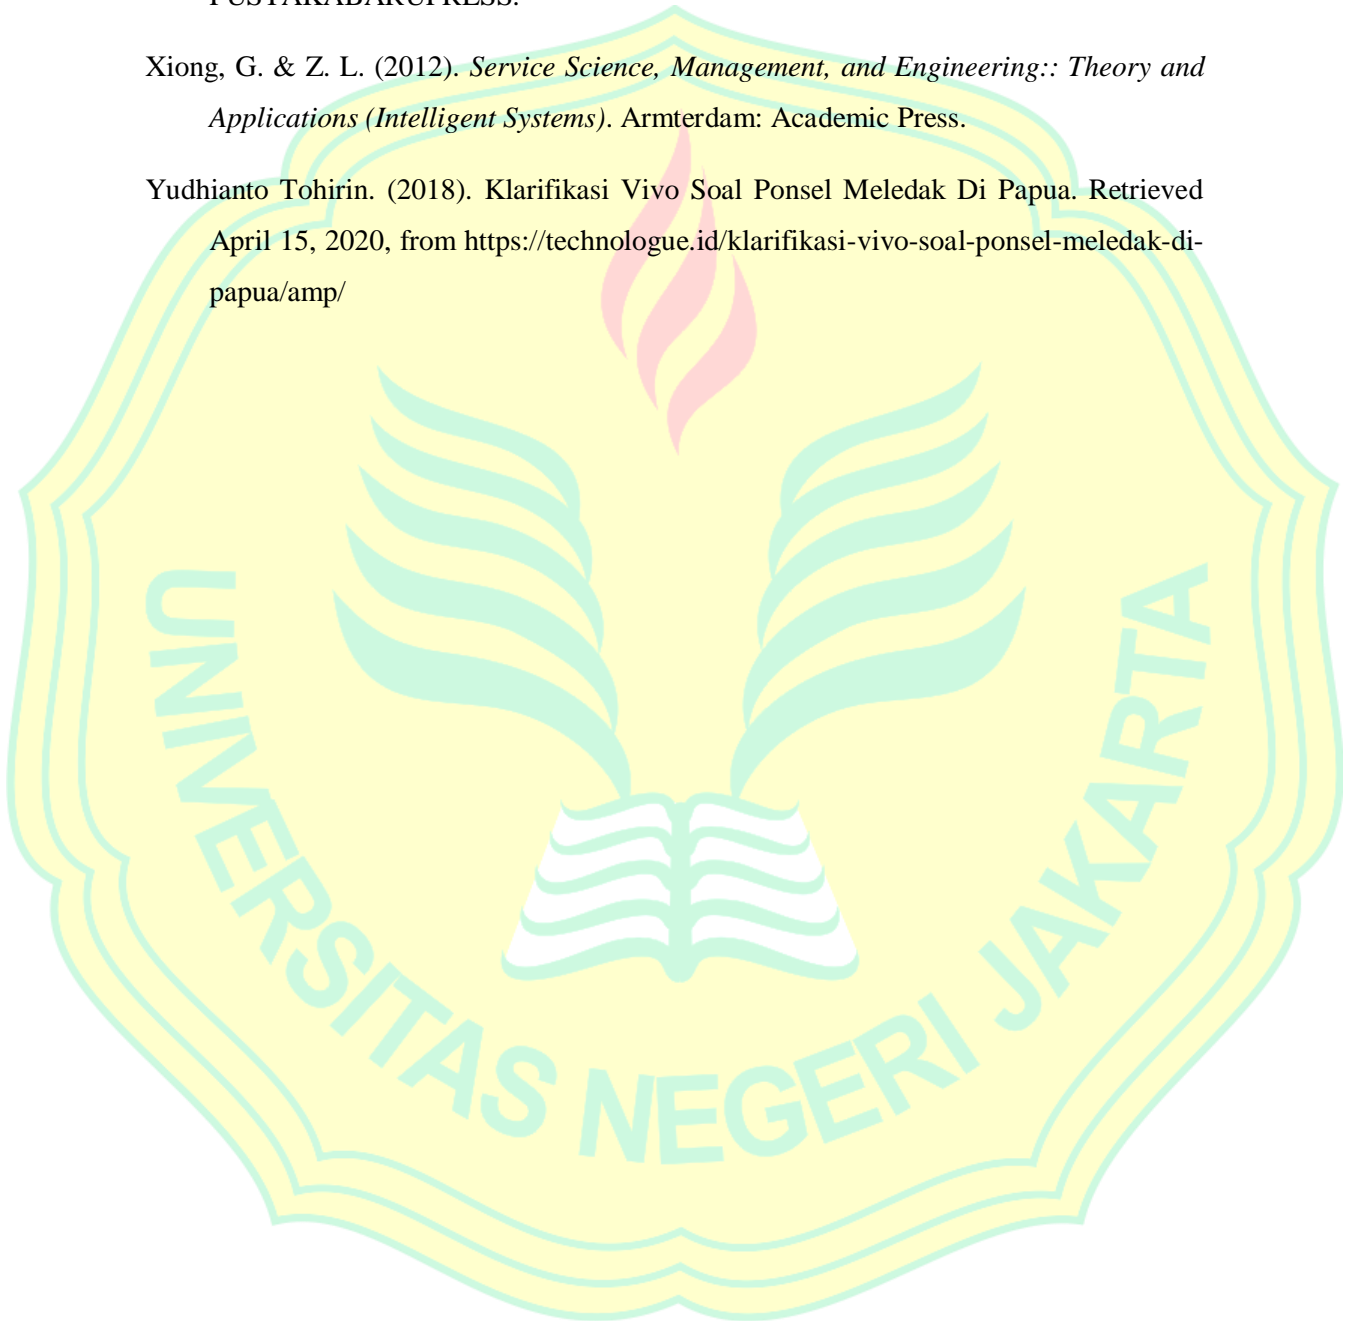 PUSTAKABARUPRESS.
Xiong, G. & Z. L. (2012). Service Science, Management, and Engineering:: Theory and
Applications (Intelligent Systems). Armterdam: Academic Press.
Yudhianto Tohirin. (2018). Klarifikasi Vivo Soal Ponsel Meledak Di Papua. Retrieved
April 15, 2020, from https://technologue.id/klarifikasi-vivo-soal-ponsel-meledak-di-
papua/amp/
UNIVERSITAS NEGERI JAKARTA